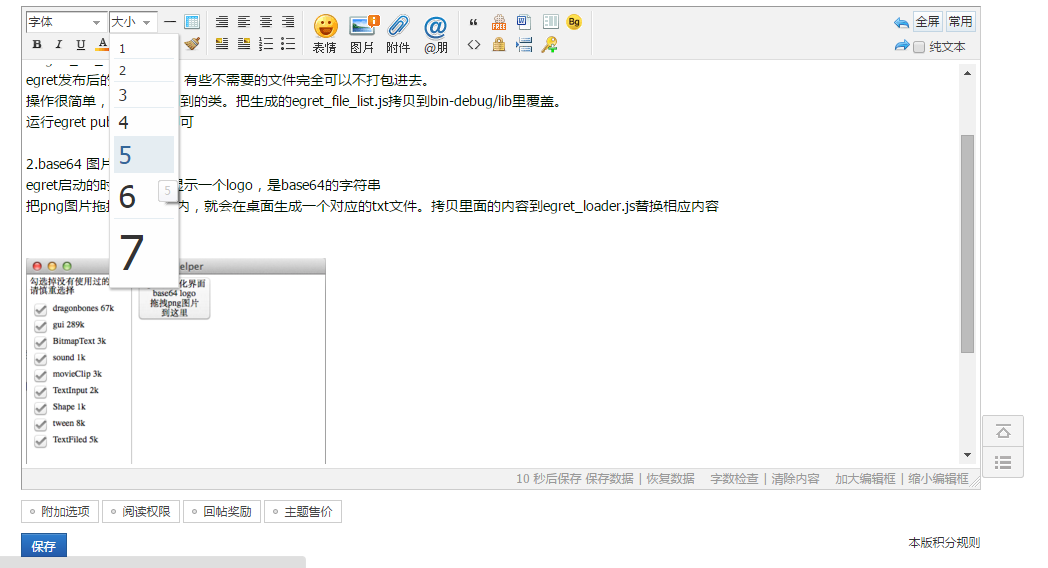 字体 大小
B I U A
表情 图片 附件 @朋
Bg
全屏 常用
纯文本
1
2
3
4
5
5
6
7
egret发布后的 有些不需要的文件完全可以不打包进去。
操作很简单， 到的类。把生成的egret_file_list.js拷贝到bin-debug/lib里覆盖。
运行egret pub 可
2.base64 图片
egret启动的时 显示一个logo，是base64的字符串
把png图片拖拽 内，就会在桌面生成一个对应的txt文件。拷贝里面的内容到egret_loader.js替换相应内容
elper
勾选掉没有使用过的
请慎重选择
化界面
base64 logo
拖拽png图片
到这里
dragonbones 67k
gui 289k
BitmapText 3k
sound 1k
movieClip 3k
TextInput 2k
Shape 1k
tween 8k
TextFiled 5k
10 秒后保存 保存数据 | 恢复数据 字数检查 | 清除内容 加大编辑框 | 缩小编辑框
附加选项 阅读权限 回帖奖励 主题售价
保存
本版积分规则